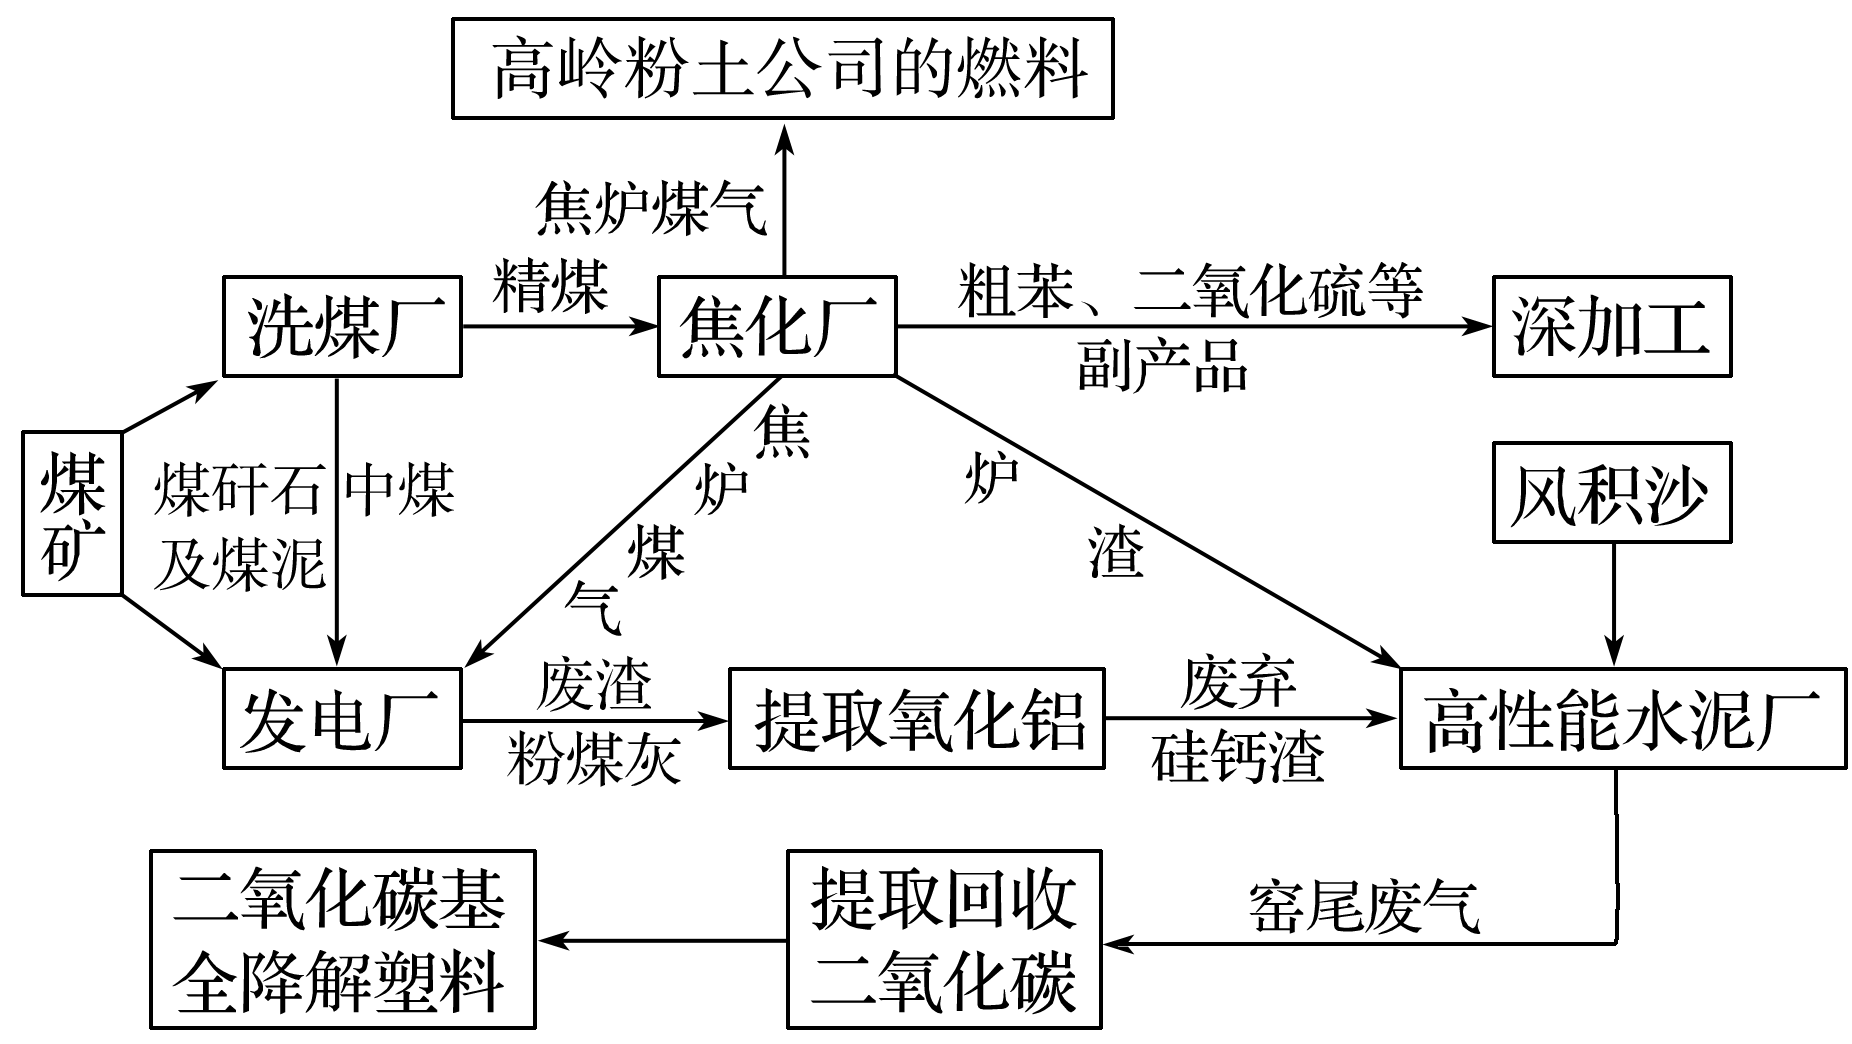 高岭粉土公司的燃料
焦炉煤气
洗煤厂
精煤
焦化厂
粗苯、二氧化硫等
副产品
深加工
煤矿
煤矸石
及煤泥
中煤
焦炉煤气
炉渣
风积沙
发电厂
废渣
粉煤灰
提取氧化铝
废弃
硅钙渣
高性能水泥厂
二氧化碳基
全降解塑料
提取回收
二氧化碳
窑尾废气